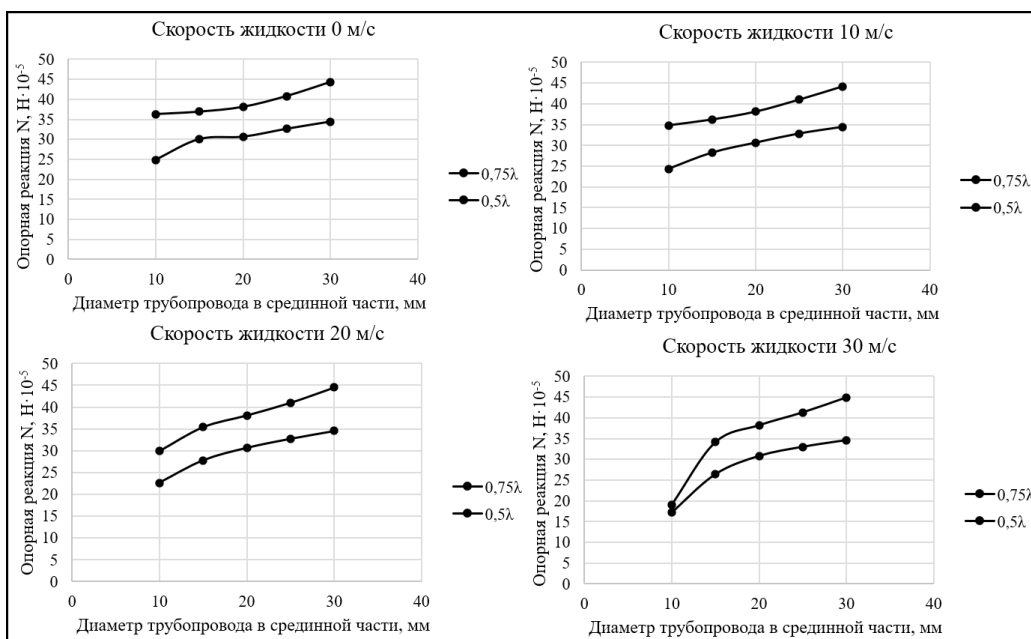 Скорость жидкости 0 м/с
Опорная реакция N, Н·10⁻⁵
50
45
40
35
30
25
20
15
10
5
0
0 10 20 30 40
Диаметр трубопровода в срединной части, мм
0,75λ
0,5λ
Скорость жидкости 10 м/с
Опорная реакция N, Н·10⁻⁵
50
45
40
35
30
25
20
15
10
5
0
0 10 20 30 40
Диаметр трубопровода в срединной части, мм
0,75λ
0,5λ
Скорость жидкости 20 м/с
Опорная реакция N, Н·10⁻⁵
50
45
40
35
30
25
20
15
10
5
0
0 10 20 30 40
Диаметр трубопровода в срединной части, мм
0,75λ
0,5λ
Скорость жидкости 30 м/с
Опорная реакция N, Н·10⁻⁵
50
45
40
35
30
25
20
15
10
5
0
0 10 20 30 40
Диаметр трубопровода в срединной части, мм
0,75λ
0,5λ